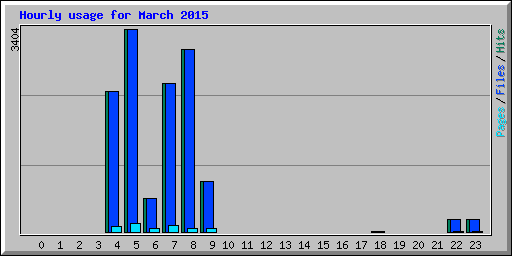 Hourly usage for March 2015
3404
Pages / Files / Hits
0 1 2 3 4 5 6 7 8 9 10 11 12 13 14 15 16 17 18 19 20 21 22 23